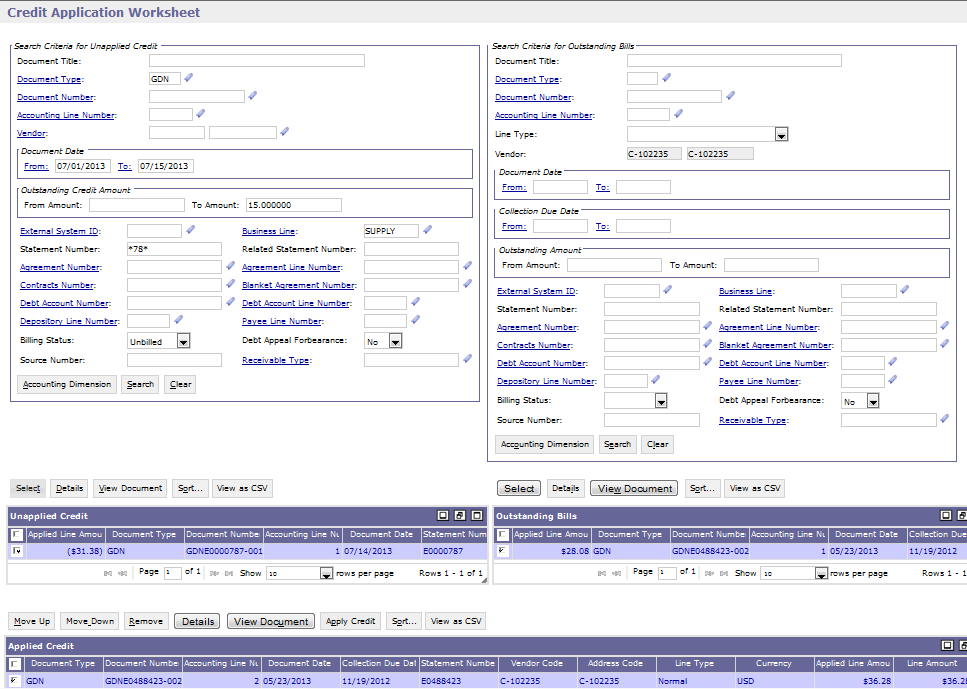 Credit Application Worksheet
Search Criteria for Unapplied Credit
Document Title:
Document Type: GDN
Document Number:
Accounting Line Number:
Vendor:
Document Date
From: 07/01/2013 To: 07/15/2013
Outstanding Credit Amount
From Amount: To Amount: 15.000000
External System ID: Business Line: SUPPLY
Statement Number: *78* Related Statement Number:
Agreement Number: Agreement Line Number:
Contracts Number: Blanket Agreement Number:
Debt Account Number: Debt Account Line Number:
Depository Line Number: Payee Line Number:
Billing Status: Unbilled Debt Appeal Forbearance: No
Source Number: Receivable Type:
Accounting Dimension Search Clear
Search Criteria for Outstanding Bills
Document Title:
Document Type:
Document Number:
Accounting Line Number:
Line Type:
Vendor: C-102235 C-102235
Document Date
From: To:
Collection Due Date
From: To:
Outstanding Amount
From Amount: To Amount:
External System ID: Business Line:
Statement Number: Related Statement Number:
Agreement Number: Agreement Line Number:
Contracts Number: Blanket Agreement Number:
Debt Account Number: Debt Account Line Number:
Depository Line Number: Payee Line Number:
Billing Status: Debt Appeal Forbearance: No
Source Number: Receivable Type:
Accounting Dimension Search Clear
Select Details View Document Sort... View as CSV
Unapplied Credit
Applied Line Amou Document Type Document Number Accounting Line N Document Date Statement Num
($31.38) GDN GDNE0000787-001 1 07/14/2013 E0000787
Page 1 of 1 Show 10 rows per page Rows 1 - 1 of 1
Select Details View Document Sort... View as CSV
Outstanding Bills
Applied Line Amou Document Type Document Number Accounting Line Nu Document Date Collection Due
$28.08 GDN GDNE0488423-002 1 05/23/2013 11/19/2012
Page 1 of 1 Show 10 rows per page Rows 1 - 1
Move Up Move Down Remove Details View Document Apply Credit Sort... View as CSV
Applied Credit
Document Type Document Numbe Accounting Line Nu Document Date Collection Due Dat Statement Numbe Vendor Code Address Code Line Type Currency Applied Line Amou Line Amount
GDN GDNE0488423-002 2 05/23/2013 11/19/2012 E0488423 C-102235 C-102235 Normal USD $36.28 $36.28